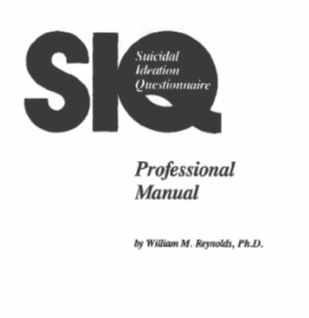 SIQ
Suicidal
Ideation
Questionnaire
Professional
Manual
by William M. Reynolds, Ph.D.